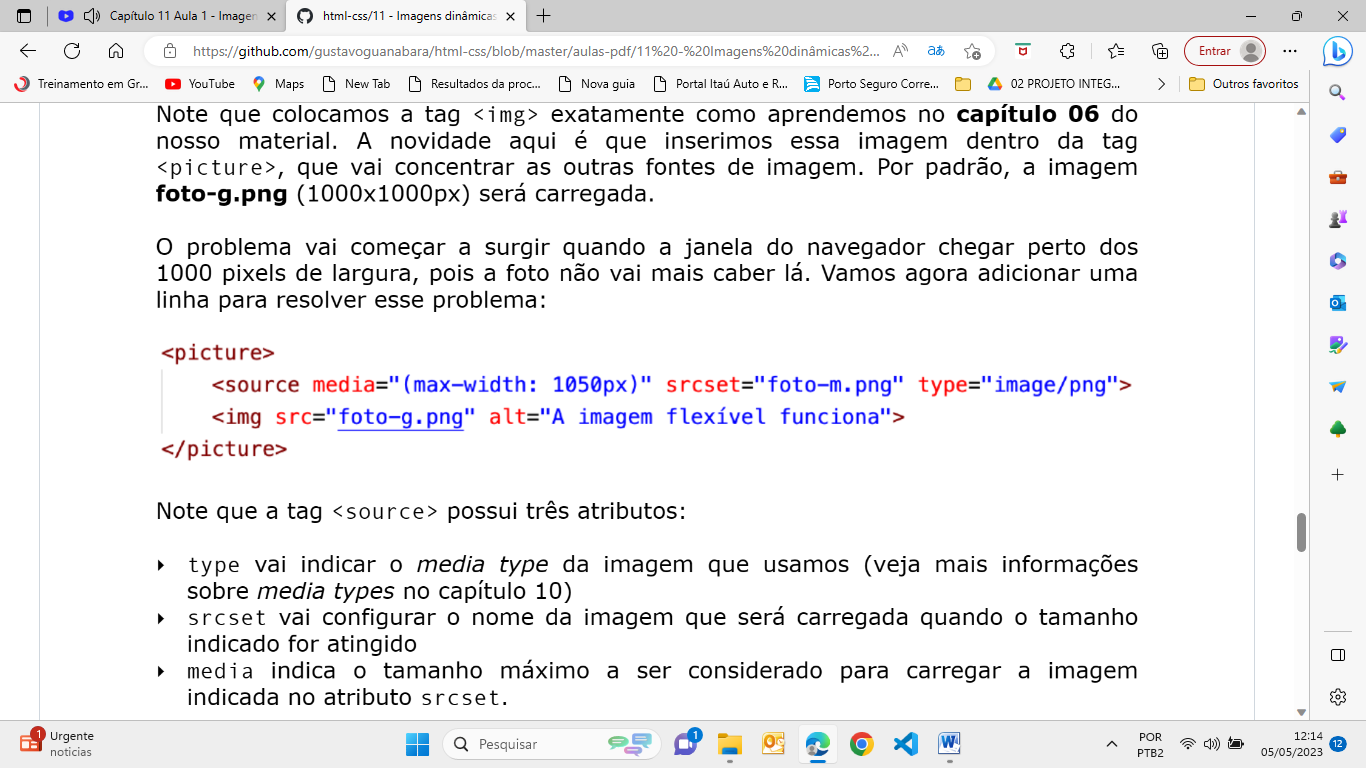 Capítulo 11 Aula 1 - Imagen
html-css/11 - Imagens dinâmicas
https://github.com/gustavoguanabara/html-css/blob/master/aulas-pdf/11%20-%20Imagens%20dinâmicas%2...
Entrar
Treinamento em Gr...
YouTube
Maps
New Tab
Resultados da proc...
Nova guia
Portal Itaú Auto e R...
Porto Seguro Corre...
02 PROJETO INTEG...
Outros favoritos
Note que colocamos a tag <img> exatamente como aprendemos no capítulo 06 do
nosso material. A novidade aqui é que inserimos essa imagem dentro da tag
<picture>, que vai concentrar as outras fontes de imagem. Por padrão, a imagem
foto-g.png (1000x1000px) será carregada.
O problema vai começar a surgir quando a janela do navegador chegar perto dos
1000 pixels de largura, pois a foto não vai mais caber lá. Vamos agora adicionar uma
linha para resolver esse problema:
<picture>
<source media="(max-width: 1050px)" srcset="foto-m.png" type="image/png">
<img src="foto-g.png" alt="A imagem flexível funciona">
</picture>
Note que a tag <source> possui três atributos:
type vai indicar o media type da imagem que usamos (veja mais informações
sobre media types no capítulo 10)
srcset vai configurar o nome da imagem que será carregada quando o tamanho
indicado for atingido
media indica o tamanho máximo a ser considerado para carregar a imagem
indicada no atributo srcset.
1
Urgente
noticias
Pesquisar
1
POR
PTB2
12:14
05/05/2023
12